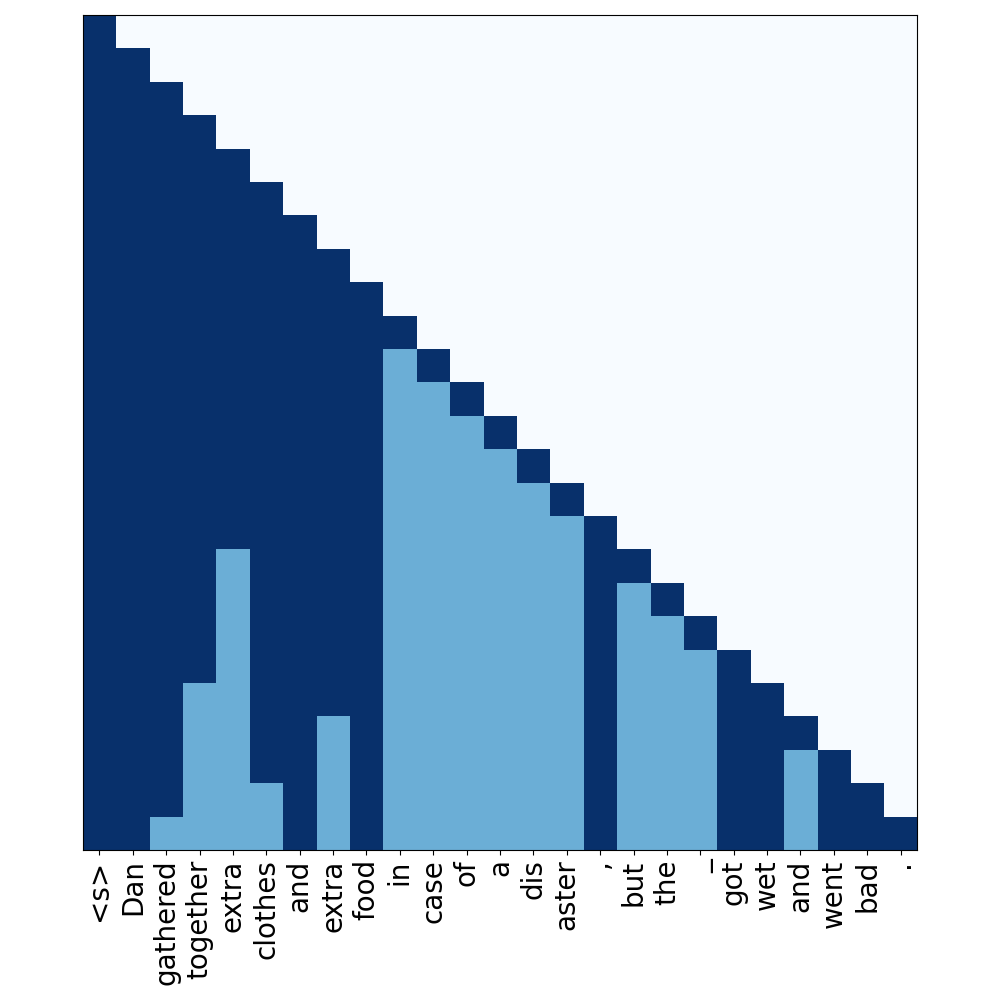 <s> Dan gathered together extra clothes and extra food in case of a dis aster , but the _ got wet and went bad .